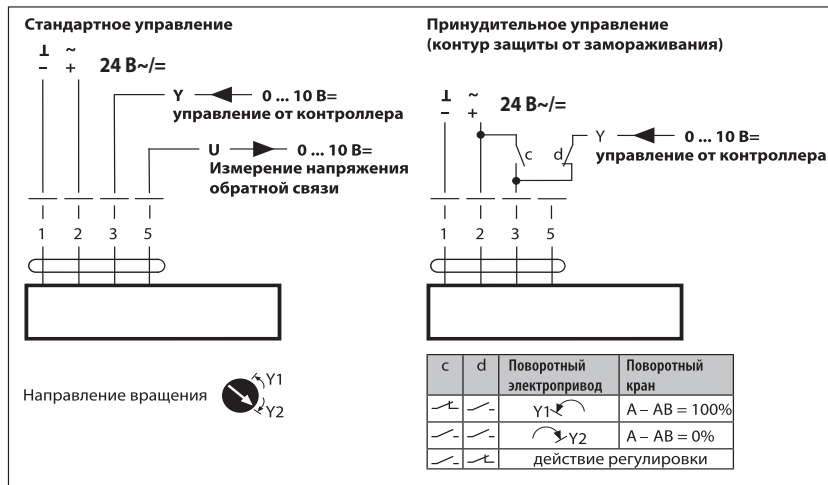 Стандартное управление
⊥ ~
– + 24 В~/=
Y 0 ... 10 В=
управление от контроллера
U 0 ... 10 В=
Измерение напряжения
обратной связи
1 2 3 5
Направление вращения
Y1
Y2
Принудительное управление
(контур защиты от замораживания)
⊥ ~
– + 24 В~/=
c d Y 0 ... 10 В=
управление от контроллера
1 2 3 5
c d Поворотный электропривод Поворотный кран
Y1 A – AB = 100%
Y2 A – AB = 0%
действие регулировки